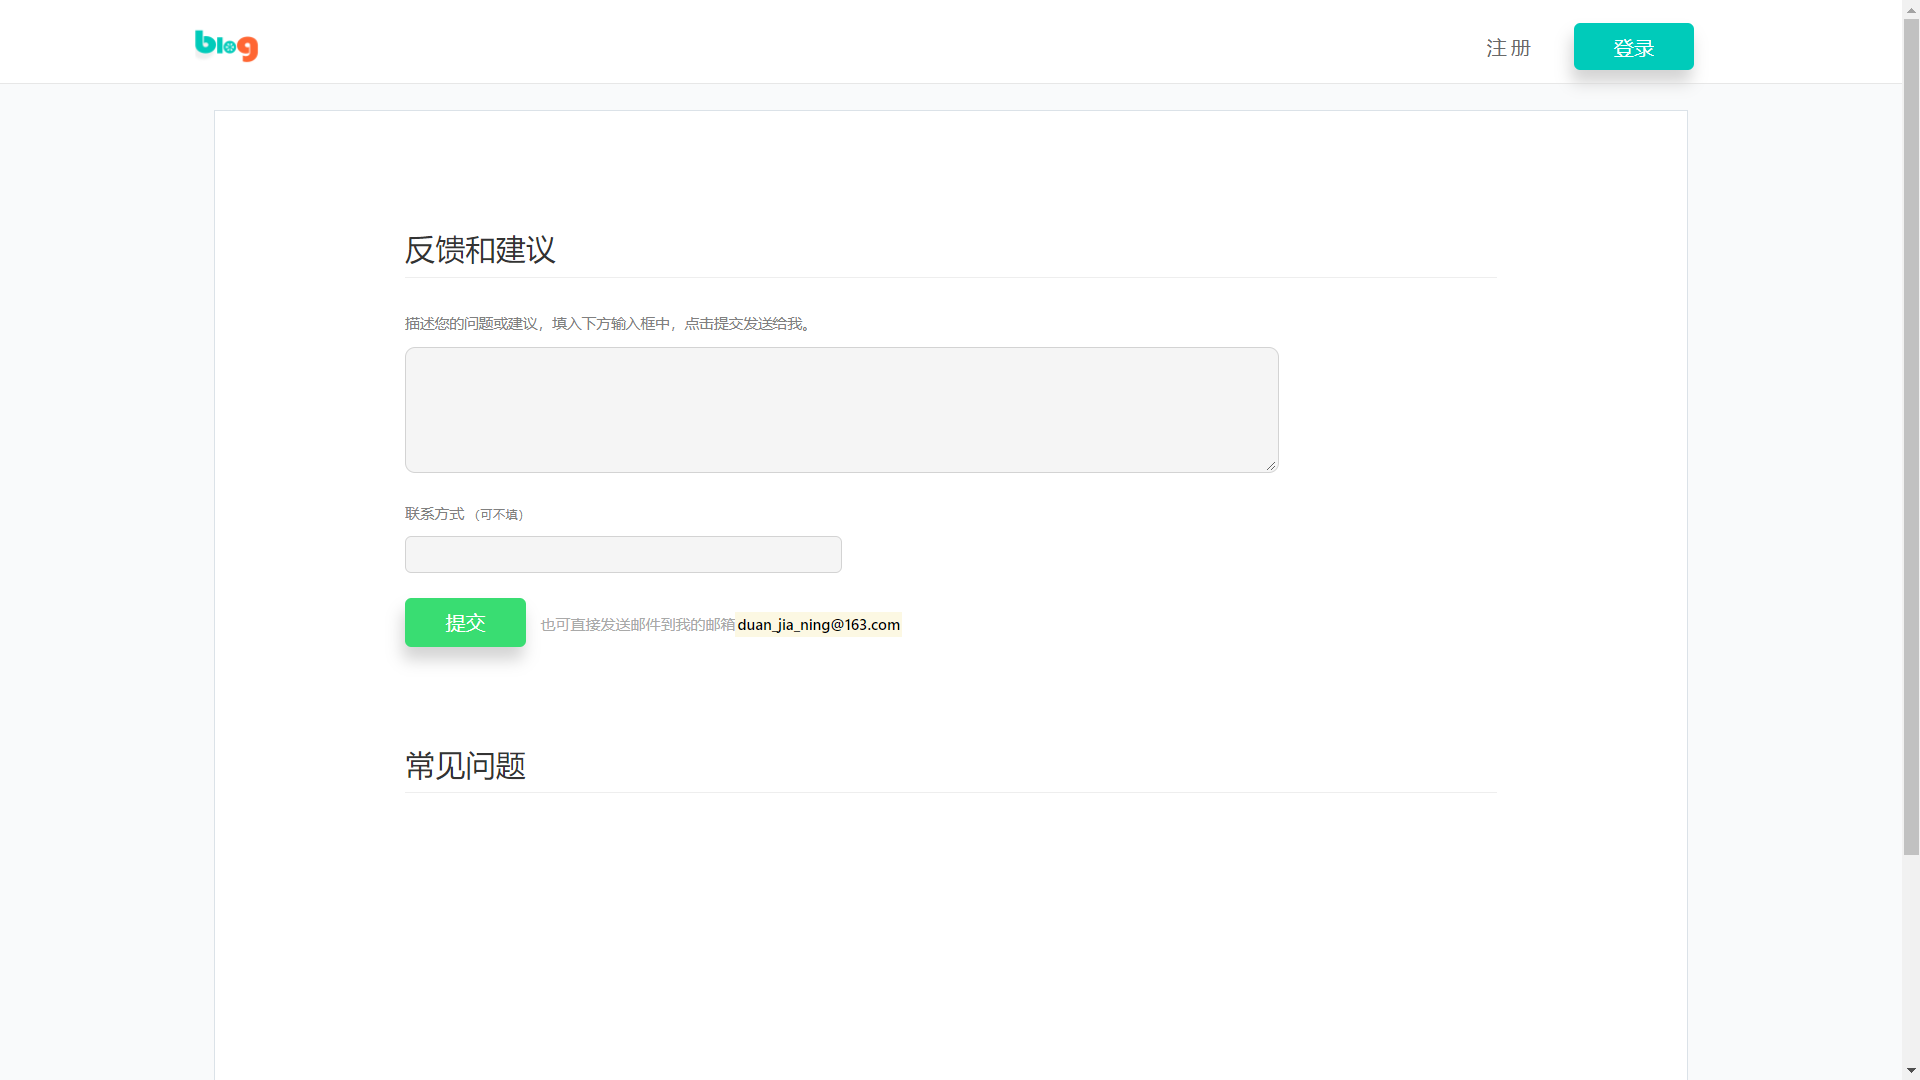 blog
注 册
登录
反馈和建议
描述您的问题或建议，填入下方输入框中，点击提交发送给我。
联系方式 （可不填）
提交
也可直接发送邮件到我的邮箱duan_jia_ning@163.com
常见问题